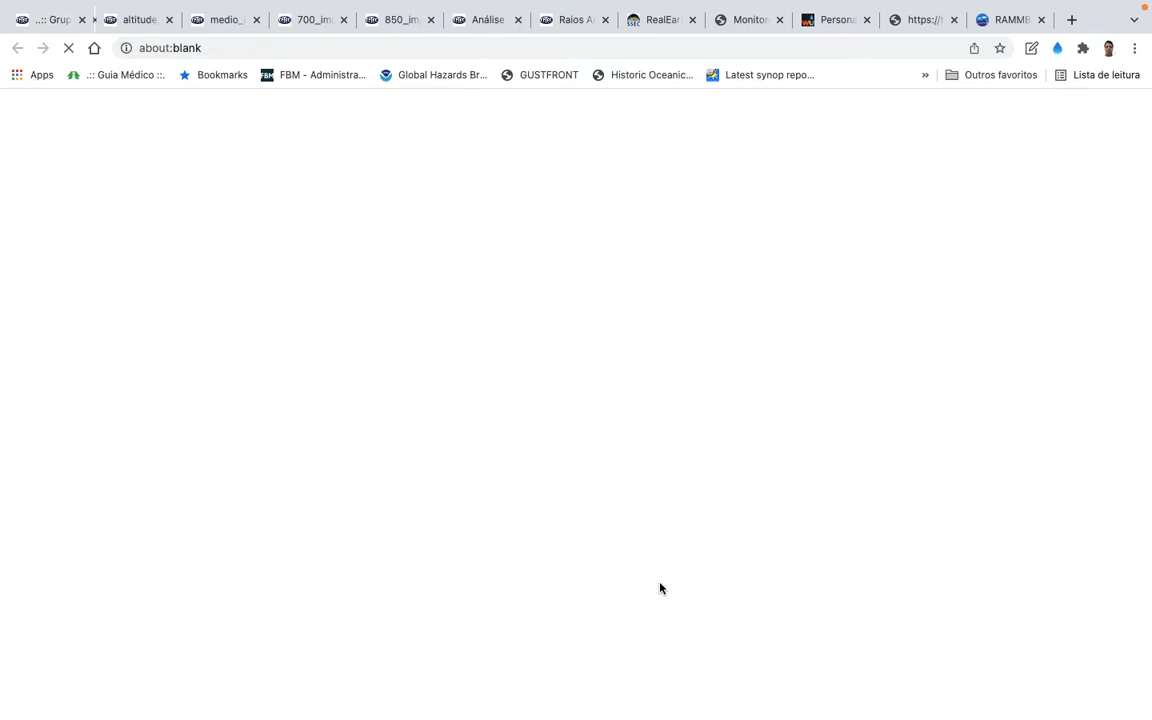 ..:: Grup altitude medio_ 700_im 850_im Análise Raios A RealEar Monitor Persona https:// RAMMB
about:blank
Apps .:: Guia Médico ::. Bookmarks FBM FBM - Administra... Global Hazards Br... GUSTFRONT Historic Oceanic... Latest synop repo... » Outros favoritos Lista de leitura